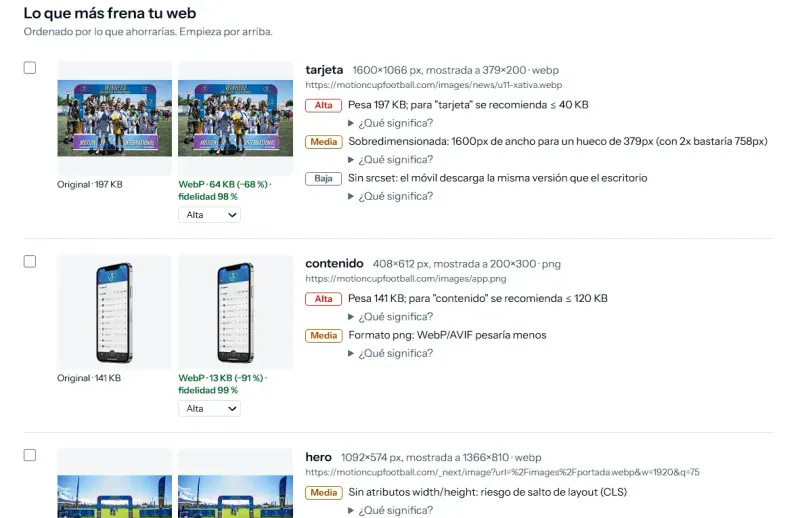 Lo que más frena tu web
Ordenado por lo que ahorrarías. Empieza por arriba.
tarjeta 1600×1066 px, mostrada a 379×200 · webp
https://motioncupfootball.com/images/news/u11-xativa.webp
Alta Pesa 197 KB; para "tarjeta" se recomienda ≤ 40 KB
▶ ¿Qué significa?
Media Sobredimensionada: 1600px de ancho para un hueco de 379px (con 2x bastaría 758px)
▶ ¿Qué significa?
Baja Sin srcset: el móvil descarga la misma versión que el escritorio
▶ ¿Qué significa?
WINNERS
WINNERS
Original · 197 KB
WebP · 64 KB (−68 %) ·
fidelidad 98 %
Alta
contenido 408×612 px, mostrada a 200×300 · png
https://motioncupfootball.com/images/app.png
Alta Pesa 141 KB; para "contenido" se recomienda ≤ 120 KB
▶ ¿Qué significa?
Media Formato png: WebP/AVIF pesaría menos
▶ ¿Qué significa?
Original · 141 KB
WebP · 13 KB (−91 %) ·
fidelidad 99 %
Alta
hero 1092×574 px, mostrada a 1366×810 · webp
https://motioncupfootball.com/_next/image?url=%2Fimages%2Fportada.webp&w=1920&q=75
Media Sin atributos width/height: riesgo de salto de layout (CLS)
▶ ¿Qué significa?